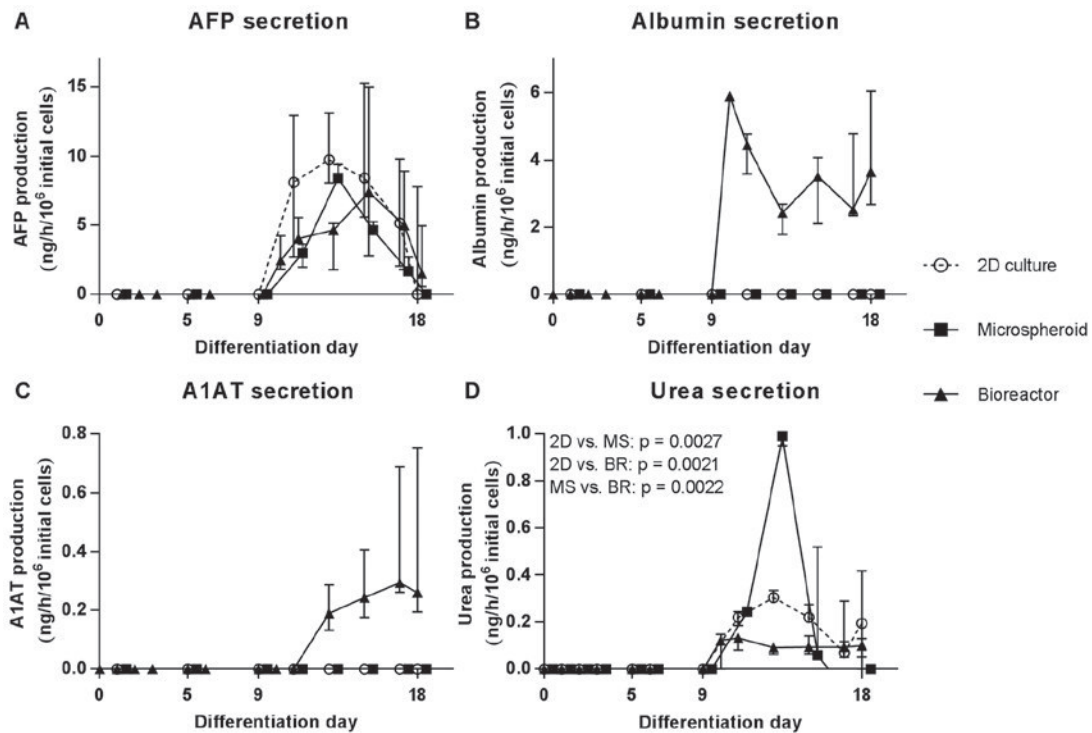 A AFP secretion
AFP production
(ng/h/10⁶ initial cells)
15
10
5
0
0 5 9 18
Differentiation day
B Albumin secretion
Albumin production
(ng/h/10⁶ initial cells)
6
4
2
0
0 5 9 18
Differentiation day
2D culture
Microspheroid
Bioreactor
C A1AT secretion
A1AT production
(ng/h/10⁶ initial cells)
0.8
0.6
0.4
0.2
0.0
0 5 9 18
Differentiation day
D Urea secretion
2D vs. MS: p = 0.0027
2D vs. BR: p = 0.0021
MS vs. BR: p = 0.0022
Urea production
(ng/h/10⁶ initial cells)
1.0
0.8
0.6
0.4
0.2
0.0
0 5 9 18
Differentiation day